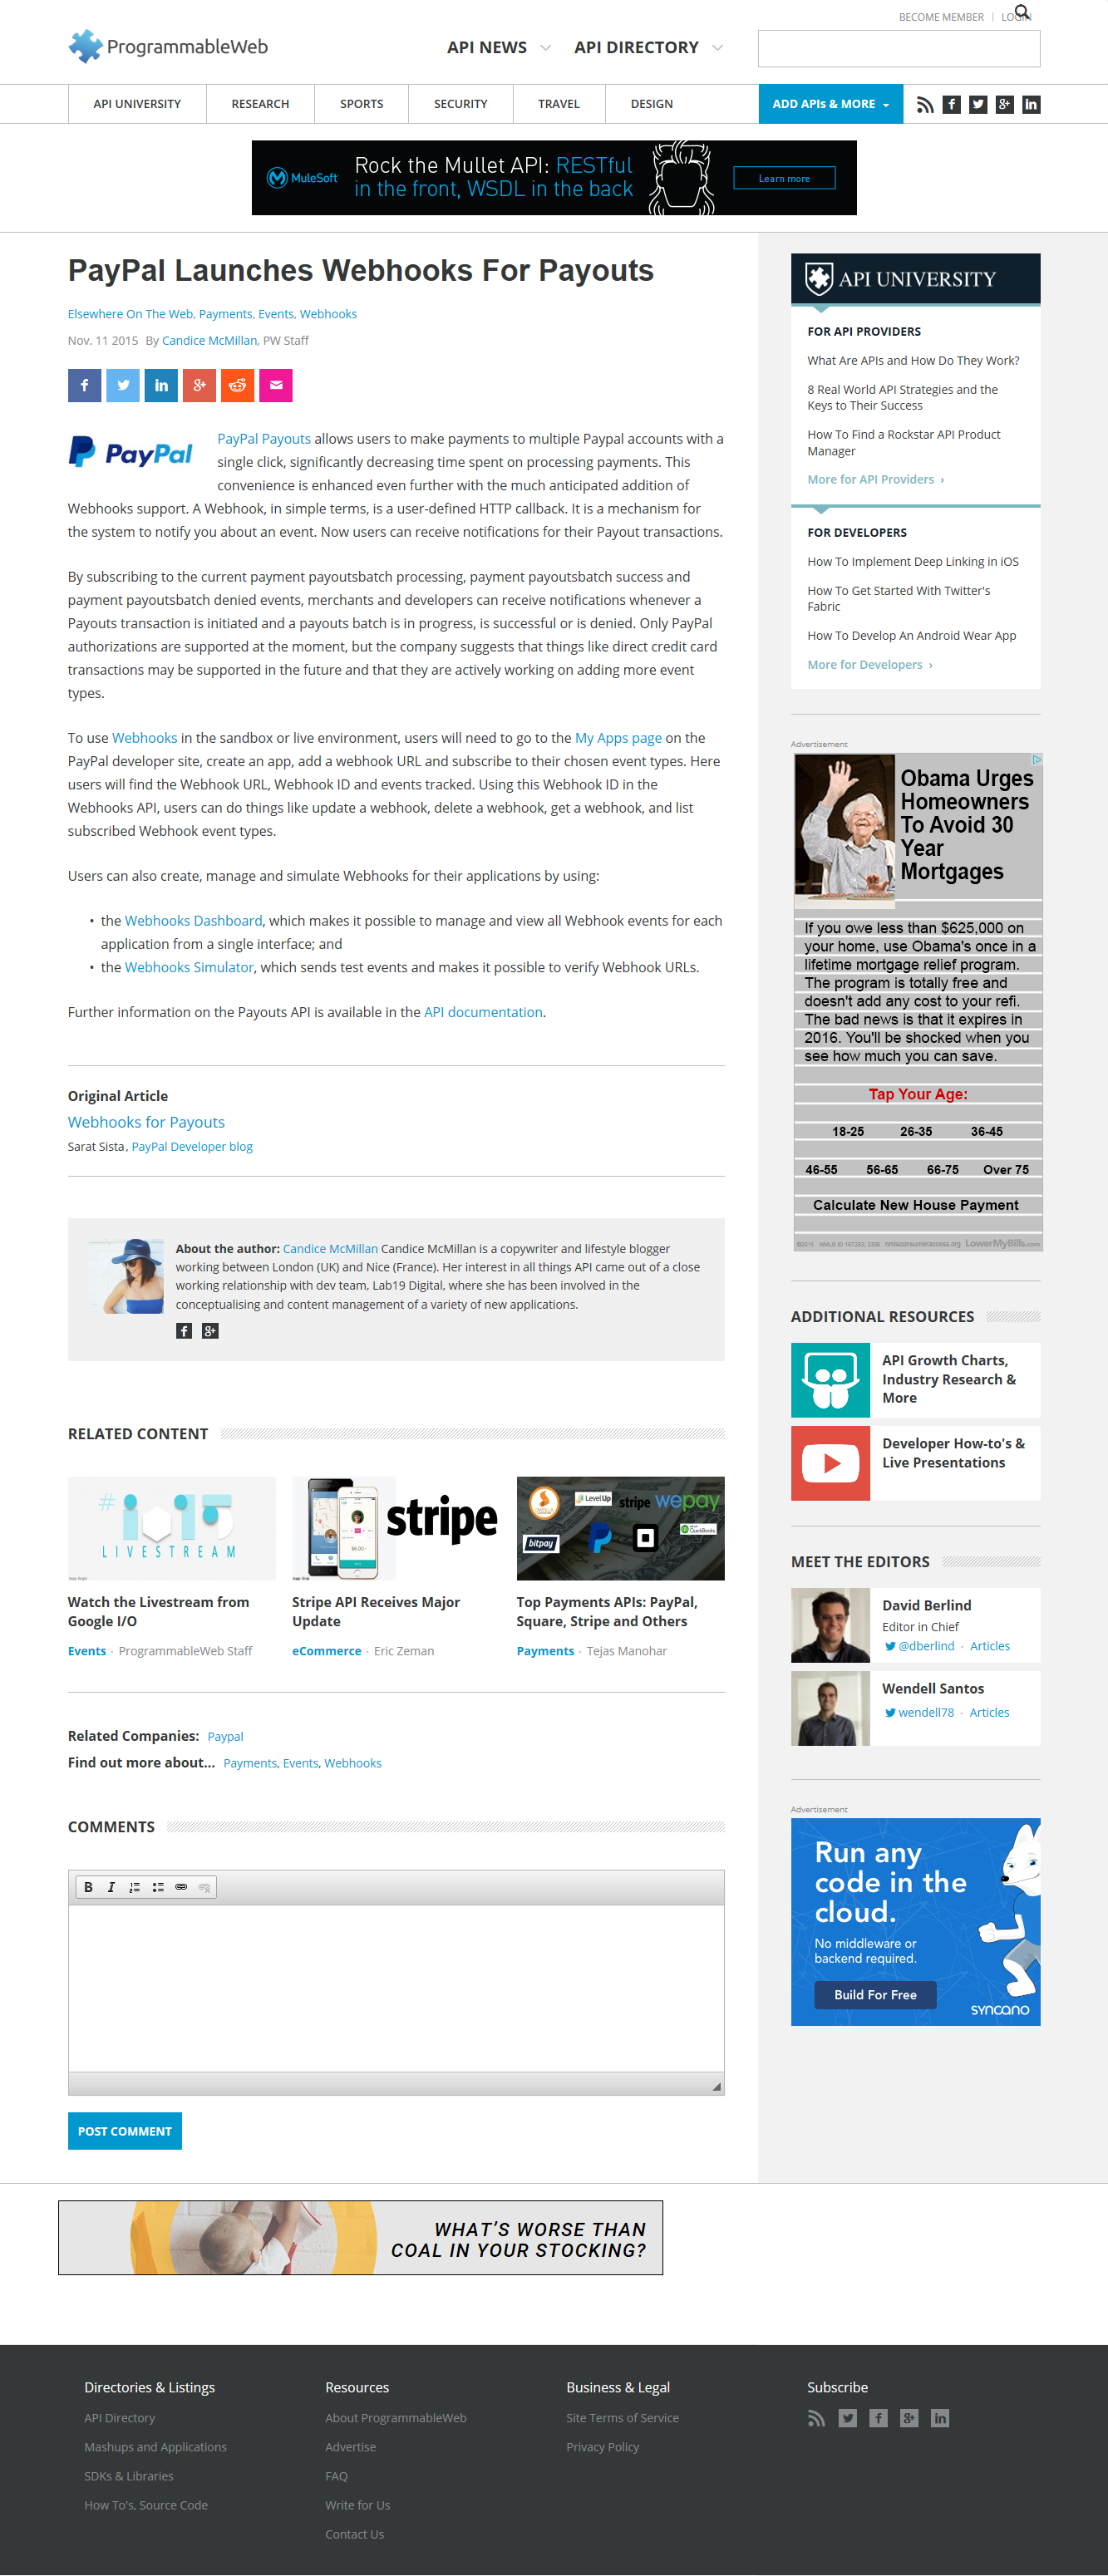 BECOME MEMBER | LOGIN
ProgrammableWeb
API NEWS
API DIRECTORY
API UNIVERSITY
RESEARCH
SPORTS
SECURITY
TRAVEL
DESIGN
ADD APIs & MORE
MuleSoft
Rock the Mullet API: RESTful
in the front, WSDL in the back
Learn more
PayPal Launches Webhooks For Payouts
Elsewhere On The Web, Payments, Events, Webhooks
Nov. 11 2015 By Candice McMillan, PW Staff
PayPal
PayPal Payouts allows users to make payments to multiple Paypal accounts with a
single click, significantly decreasing time spent on processing payments. This
convenience is enhanced even further with the much anticipated addition of
Webhooks support. A Webhook, in simple terms, is a user-defined HTTP callback. It is a mechanism for
the system to notify you about an event. Now users can receive notifications for their Payout transactions.
By subscribing to the current payment payoutsbatch processing, payment payoutsbatch success and
payment payoutsbatch denied events, merchants and developers can receive notifications whenever a
Payouts transaction is initiated and a payouts batch is in progress, is successful or is denied. Only PayPal
authorizations are supported at the moment, but the company suggests that things like direct credit card
transactions may be supported in the future and that they are actively working on adding more event
types.
To use Webhooks in the sandbox or live environment, users will need to go to the My Apps page on the
PayPal developer site, create an app, add a webhook URL and subscribe to their chosen event types. Here
users will find the Webhook URL, Webhook ID and events tracked. Using this Webhook ID in the
Webhooks API, users can do things like update a webhook, delete a webhook, get a webhook, and list
subscribed Webhook event types.
Users can also create, manage and simulate Webhooks for their applications by using:
• the Webhooks Dashboard, which makes it possible to manage and view all Webhook events for each
application from a single interface; and
• the Webhooks Simulator, which sends test events and makes it possible to verify Webhook URLs.
Further information on the Payouts API is available in the API documentation.
Original Article
Webhooks for Payouts
Sarat Sista, PayPal Developer blog
About the author: Candice McMillan Candice McMillan is a copywriter and lifestyle blogger
working between London (UK) and Nice (France). Her interest in all things API came out of a close
working relationship with dev team, Lab19 Digital, where she has been involved in the
conceptualising and content management of a variety of new applications.
RELATED CONTENT
#io15
LIVESTREAM
Watch the Livestream from
Google I/O
Events · ProgrammableWeb Staff
stripe
Stripe API Receives Major
Update
eCommerce · Eric Zeman
LevelUp
stripe
wepay
bitpay
QuickBooks
Top Payments APIs: PayPal,
Square, Stripe and Others
Payments · Tejas Manohar
Related Companies: Paypal
Find out more about... Payments, Events, Webhooks
COMMENTS
B I
POST COMMENT
API UNIVERSITY
FOR API PROVIDERS
What Are APIs and How Do They Work?
8 Real World API Strategies and the
Keys to Their Success
How To Find a Rockstar API Product
Manager
More for API Providers ›
FOR DEVELOPERS
How To Implement Deep Linking in iOS
How To Get Started With Twitter's
Fabric
How To Develop An Android Wear App
More for Developers ›
Advertisement
Obama Urges
Homeowners
To Avoid 30
Year
Mortgages
If you owe less than $625,000 on
your home, use Obama's once in a
lifetime mortgage relief program.
The program is totally free and
doesn't add any cost to your refi.
The bad news is that it expires in
2016. You'll be shocked when you
see how much you can save.
Tap Your Age:
18-25 26-35 36-45
46-55 56-65 66-75 Over 75
Calculate New House Payment
nmlsconsumeraccess.org LowerMyBills.com
ADDITIONAL RESOURCES
API Growth Charts,
Industry Research &
More
Developer How-to's &
Live Presentations
MEET THE EDITORS
David Berlind
Editor in Chief
@dberlind · Articles
Wendell Santos
wendell78 · Articles
Advertisement
Run any
code in the
cloud.
No middleware or
backend required.
Build For Free
syncano
WHAT'S WORSE THAN
COAL IN YOUR STOCKING?
Directories & Listings
API Directory
Mashups and Applications
SDKs & Libraries
How To's, Source Code
Resources
About ProgrammableWeb
Advertise
FAQ
Write for Us
Contact Us
Business & Legal
Site Terms of Service
Privacy Policy
Subscribe